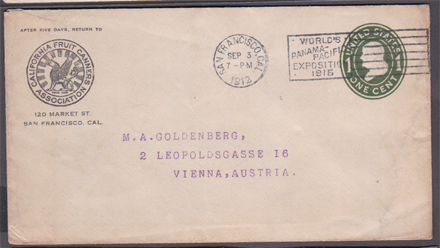 AFTER FIVE DAYS, RETURN TO
CALIFORNIA FRUIT CANNERS
ASSOCIATION
120 MARKET ST.
SAN FRANCISCO, CAL.
SAN FRANCISCO, CAL.
SEP 3
7-PM
1912
WORLD'S
PANAMA-PACIFIC
EXPOSITION
1915
UNITED STATES
1 1
ONE CENT
M.A.GOLDENBERG,
2 LEOPOLDSGASSE 16
VIENNA,AUSTRIA.